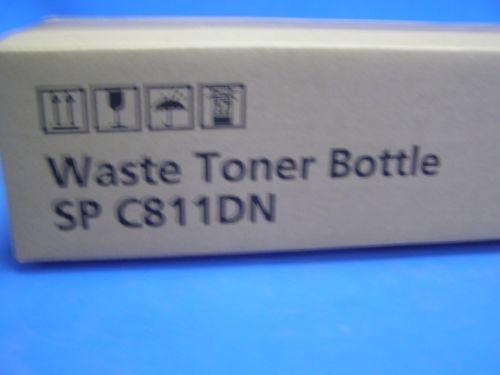 Waste Toner Bottle
SP C811DN